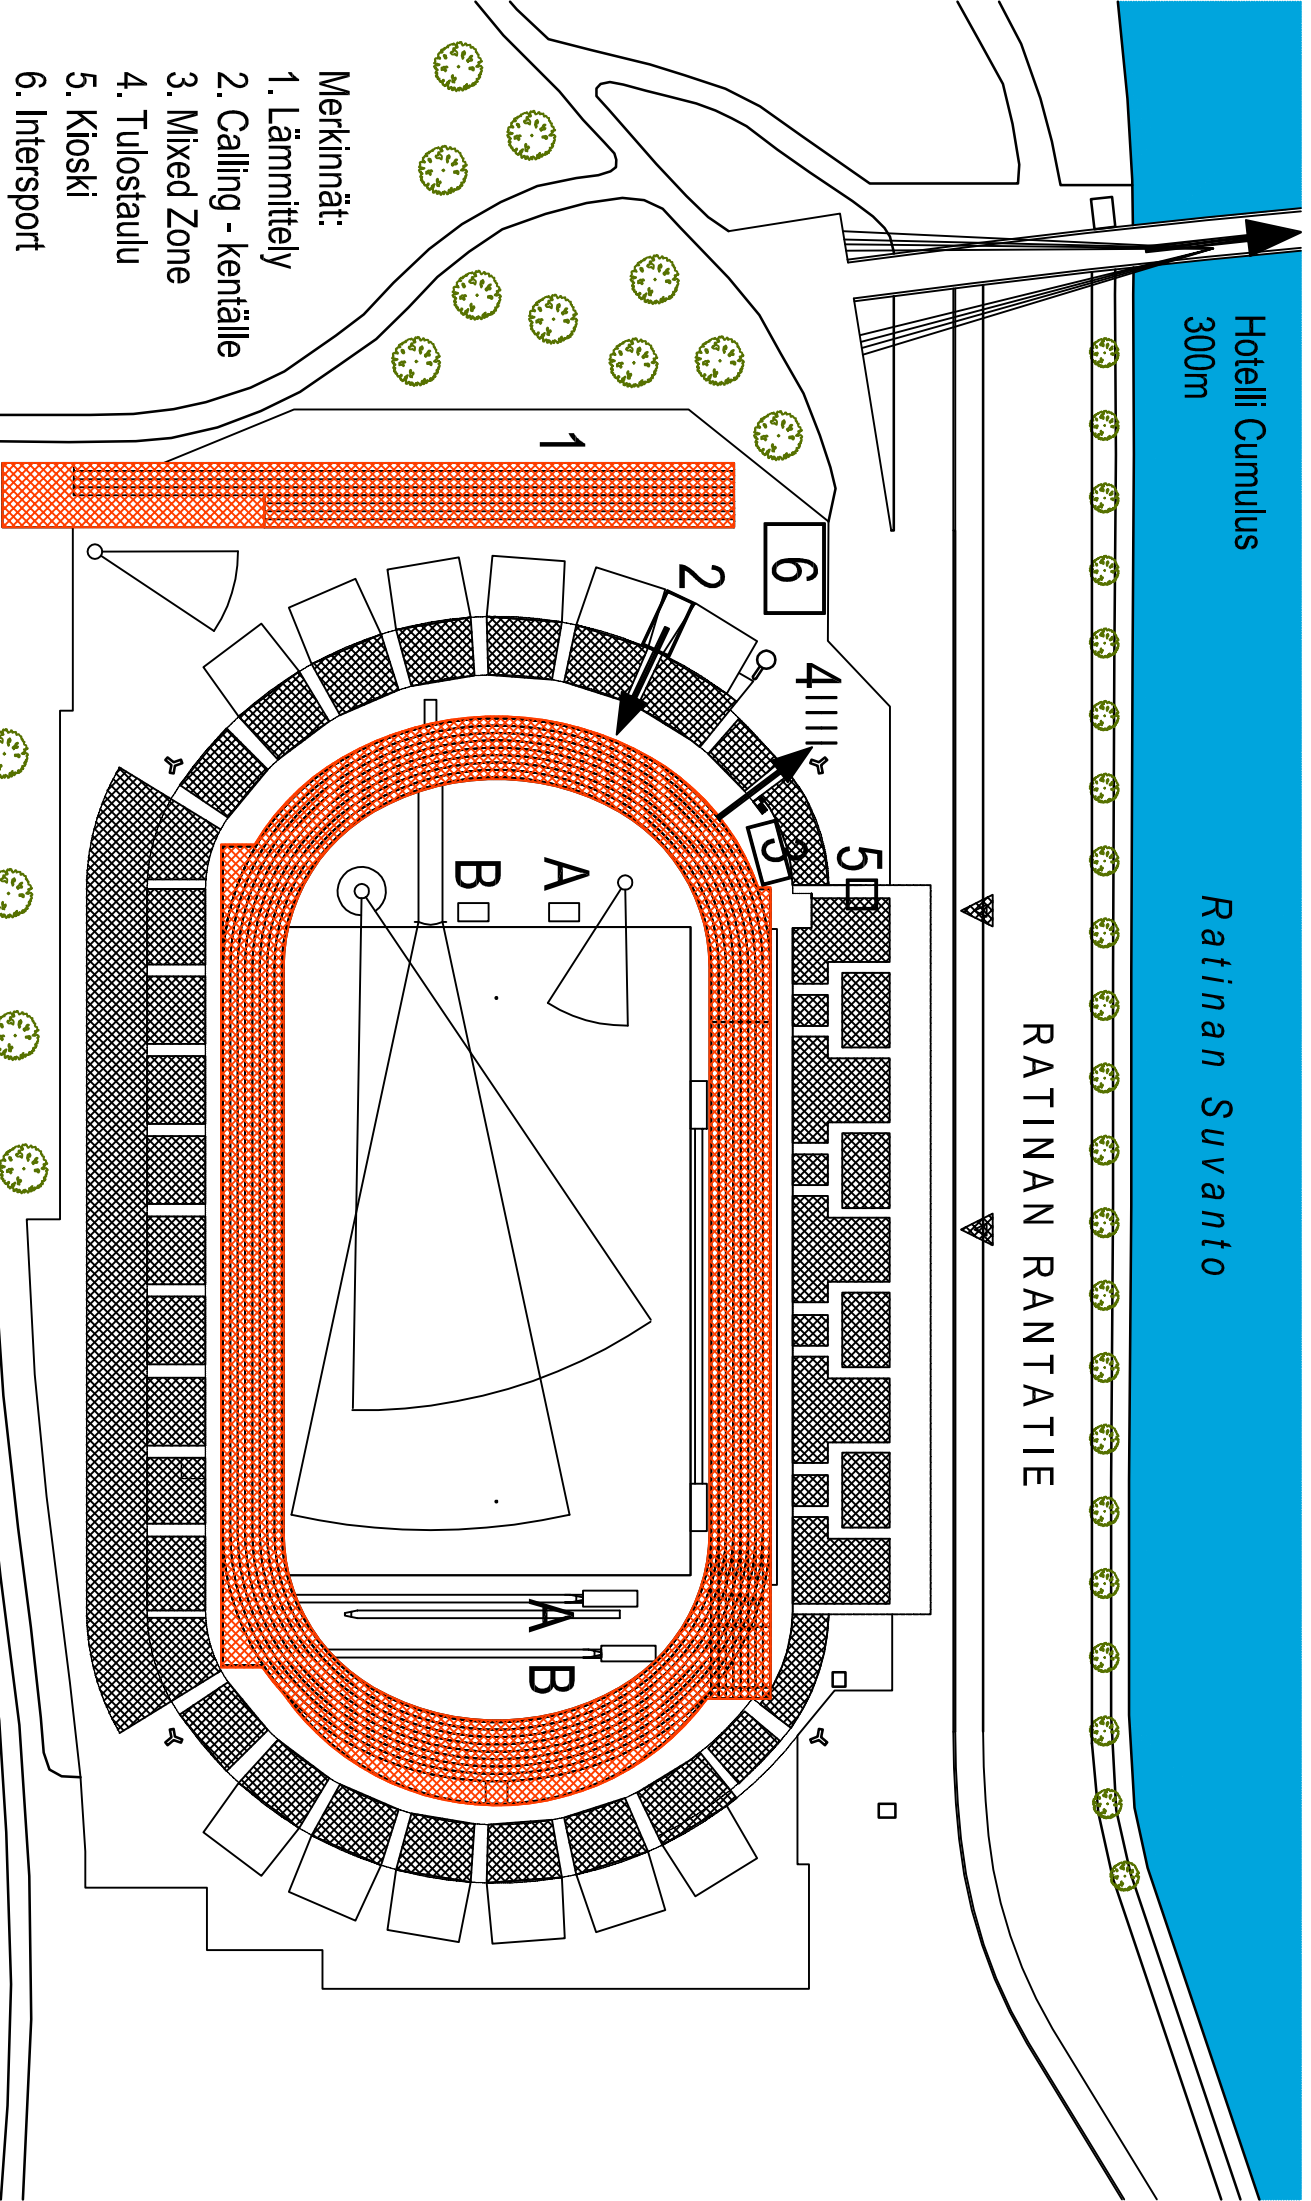 Hotelli Cumulus
300m
Ratinan Suvanto
RATINAN RANTATIE
6
4
5
3
2
1
A
B
A
B
Merkinnät:
1. Lämmittely
2. Calling - kentälle
3. Mixed Zone
4. Tulostaulu
5. Kioski
6. Intersport